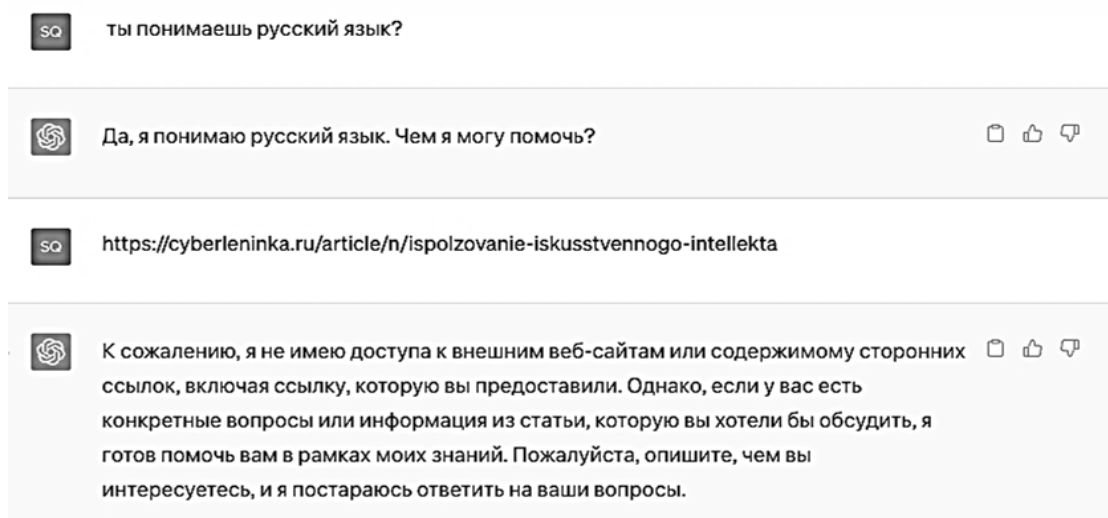 SQ
ты понимаешь русский язык?
Да, я понимаю русский язык. Чем я могу помочь?
SQ
https://cyberleninka.ru/article/n/ispolzovanie-iskusstvennogo-intellekta
К сожалению, я не имею доступа к внешним веб-сайтам или содержимому сторонних
ссылок, включая ссылку, которую вы предоставили. Однако, если у вас есть
конкретные вопросы или информация из статьи, которую вы хотели бы обсудить, я
готов помочь вам в рамках моих знаний. Пожалуйста, опишите, чем вы
интересуетесь, и я постараюсь ответить на ваши вопросы.